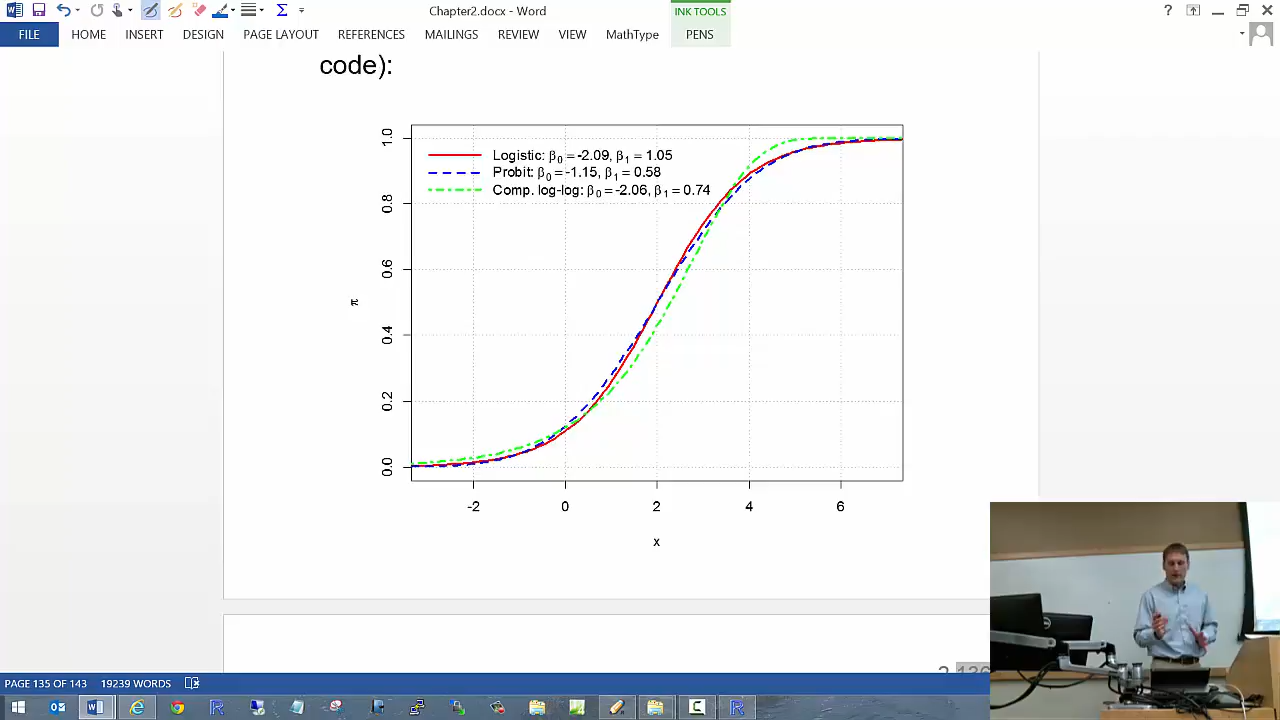 Chapter2.docx - Word
INK TOOLS
FILE HOME INSERT DESIGN PAGE LAYOUT REFERENCES MAILINGS REVIEW VIEW MathType PENS
code):
1.0
0.8
0.6
0.4
0.2
0.0
π
Logistic: β0 = -2.09, β1 = 1.05
Probit: β0 = -1.15, β1 = 0.58
Comp. log-log: β0 = -2.06, β1 = 0.74
-2 0 2 4 6
x
PAGE 135 OF 143 19239 WORDS